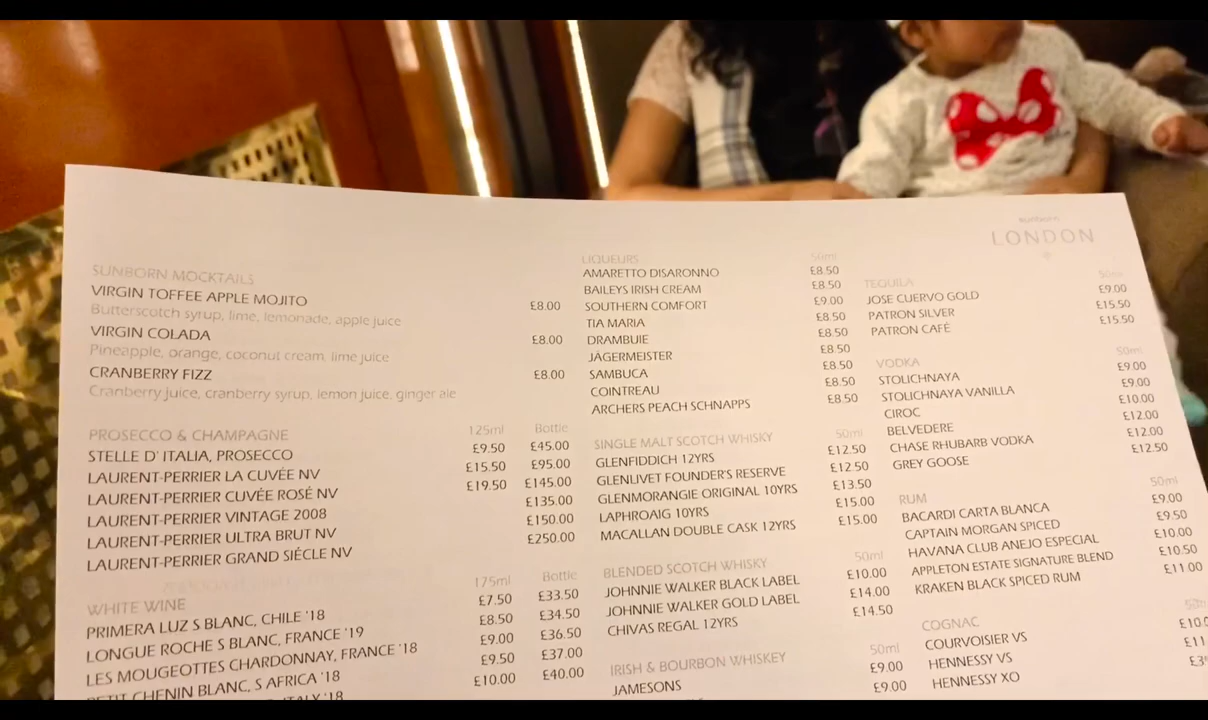 sunborn
LONDON
SUNBORN MOCKTAILS
VIRGIN TOFFEE APPLE MOJITO £8.00
Butterscotch syrup, lime, lemonade, apple juice
VIRGIN COLADA £8.00
Pineapple, orange, coconut cream, lime juice
CRANBERRY FIZZ £8.00
Cranberry juice, cranberry syrup, lemon juice, ginger ale
PROSECCO & CHAMPAGNE 125ml Bottle
STELLE D' ITALIA, PROSECCO £9.50 £45.00
LAURENT-PERRIER LA CUVÉE NV £15.50 £95.00
LAURENT-PERRIER CUVÉE ROSÉ NV £19.50 £145.00
LAURENT-PERRIER VINTAGE 2008 £135.00
LAURENT-PERRIER ULTRA BRUT NV £150.00
LAURENT-PERRIER GRAND SIÉCLE NV £250.00
WHITE WINE 175ml Bottle
PRIMERA LUZ S BLANC, CHILE '18 £7.50 £33.50
LONGUE ROCHE S BLANC, FRANCE '19 £8.50 £34.50
LES MOUGEOTTES CHARDONNAY, FRANCE '18 £9.00 £36.50
PETIT CHENIN BLANC, S AFRICA '18 £9.50 £37.00
ITALY '18 £10.00 £40.00
LIQUEURS 50ml
AMARETTO DISARONNO £8.50
BAILEYS IRISH CREAM £8.50
SOUTHERN COMFORT £9.00
TIA MARIA £8.50
DRAMBUIE £8.50
JÄGERMEISTER £8.50
SAMBUCA £8.50
COINTREAU £8.50
ARCHERS PEACH SCHNAPPS £8.50
SINGLE MALT SCOTCH WHISKY 50ml
GLENFIDDICH 12YRS £12.50
GLENLIVET FOUNDER'S RESERVE £12.50
GLENMORANGIE ORIGINAL 10YRS £13.50
LAPHROAIG 10YRS £15.00
MACALLAN DOUBLE CASK 12YRS £15.00
BLENDED SCOTCH WHISKY 50ml
JOHNNIE WALKER BLACK LABEL £10.00
JOHNNIE WALKER GOLD LABEL £14.00
CHIVAS REGAL 12YRS £14.50
IRISH & BOURBON WHISKEY 50ml
JAMESONS £9.00
£9.00
TEQUILA 50ml
JOSE CUERVO GOLD £9.00
PATRON SILVER £15.50
PATRON CAFÉ £15.50
VODKA 50ml
STOLICHNAYA £9.00
STOLICHNAYA VANILLA £9.00
CIROC £10.00
BELVEDERE £12.00
CHASE RHUBARB VODKA £12.00
GREY GOOSE £12.50
RUM 50ml
BACARDI CARTA BLANCA £9.00
CAPTAIN MORGAN SPICED £9.50
HAVANA CLUB ANEJO ESPECIAL £10.00
APPLETON ESTATE SIGNATURE BLEND £10.50
KRAKEN BLACK SPICED RUM £11.00
COGNAC
COURVOISIER VS
HENNESSY VS
HENNESSY XO